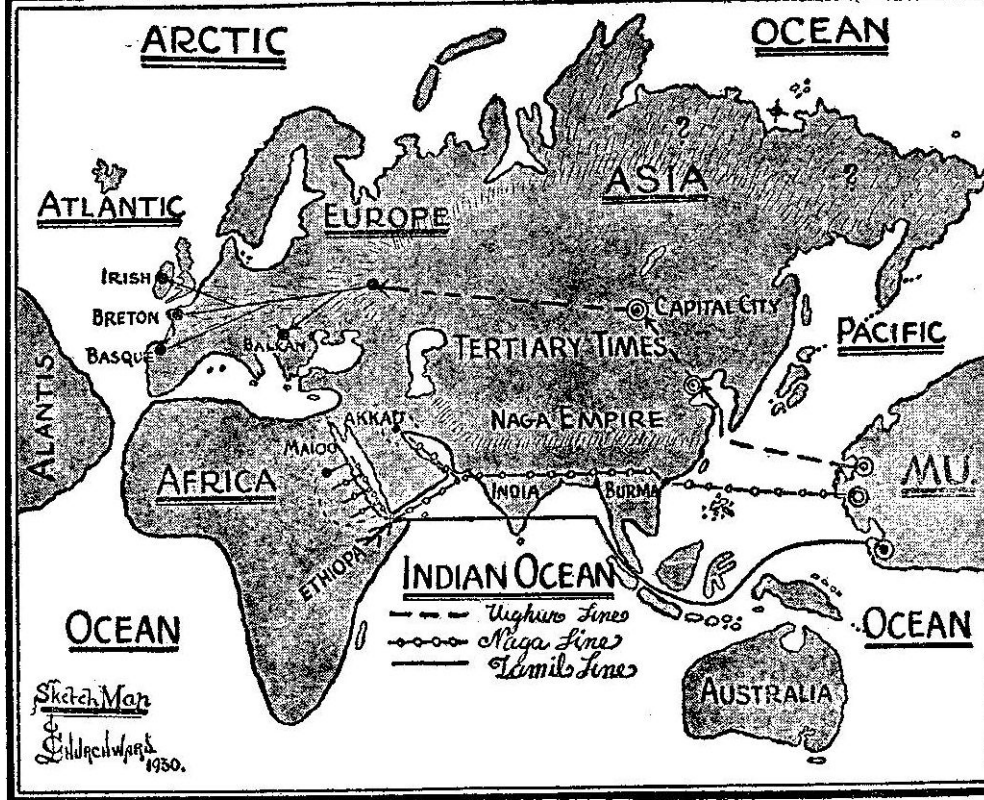 ARCTIC
OCEAN
?
?
ASIA
ATLANTIC
EUROPE
IRISH
BRETON
CAPITAL CITY
BASQUE
BALKAN
TERTIARY TIMES
PACIFIC
ATLANTIS
AKKAD
NAGA EMPIRE
MAIOO
AFRICA
MU.
INDIA
BURMA
ETHIOPA
INDIAN OCEAN
Uighur Line
OCEAN
Naga Line
OCEAN
Tamil Line
Sketch Map
CHURCHWARD
1930.
AUSTRALIA